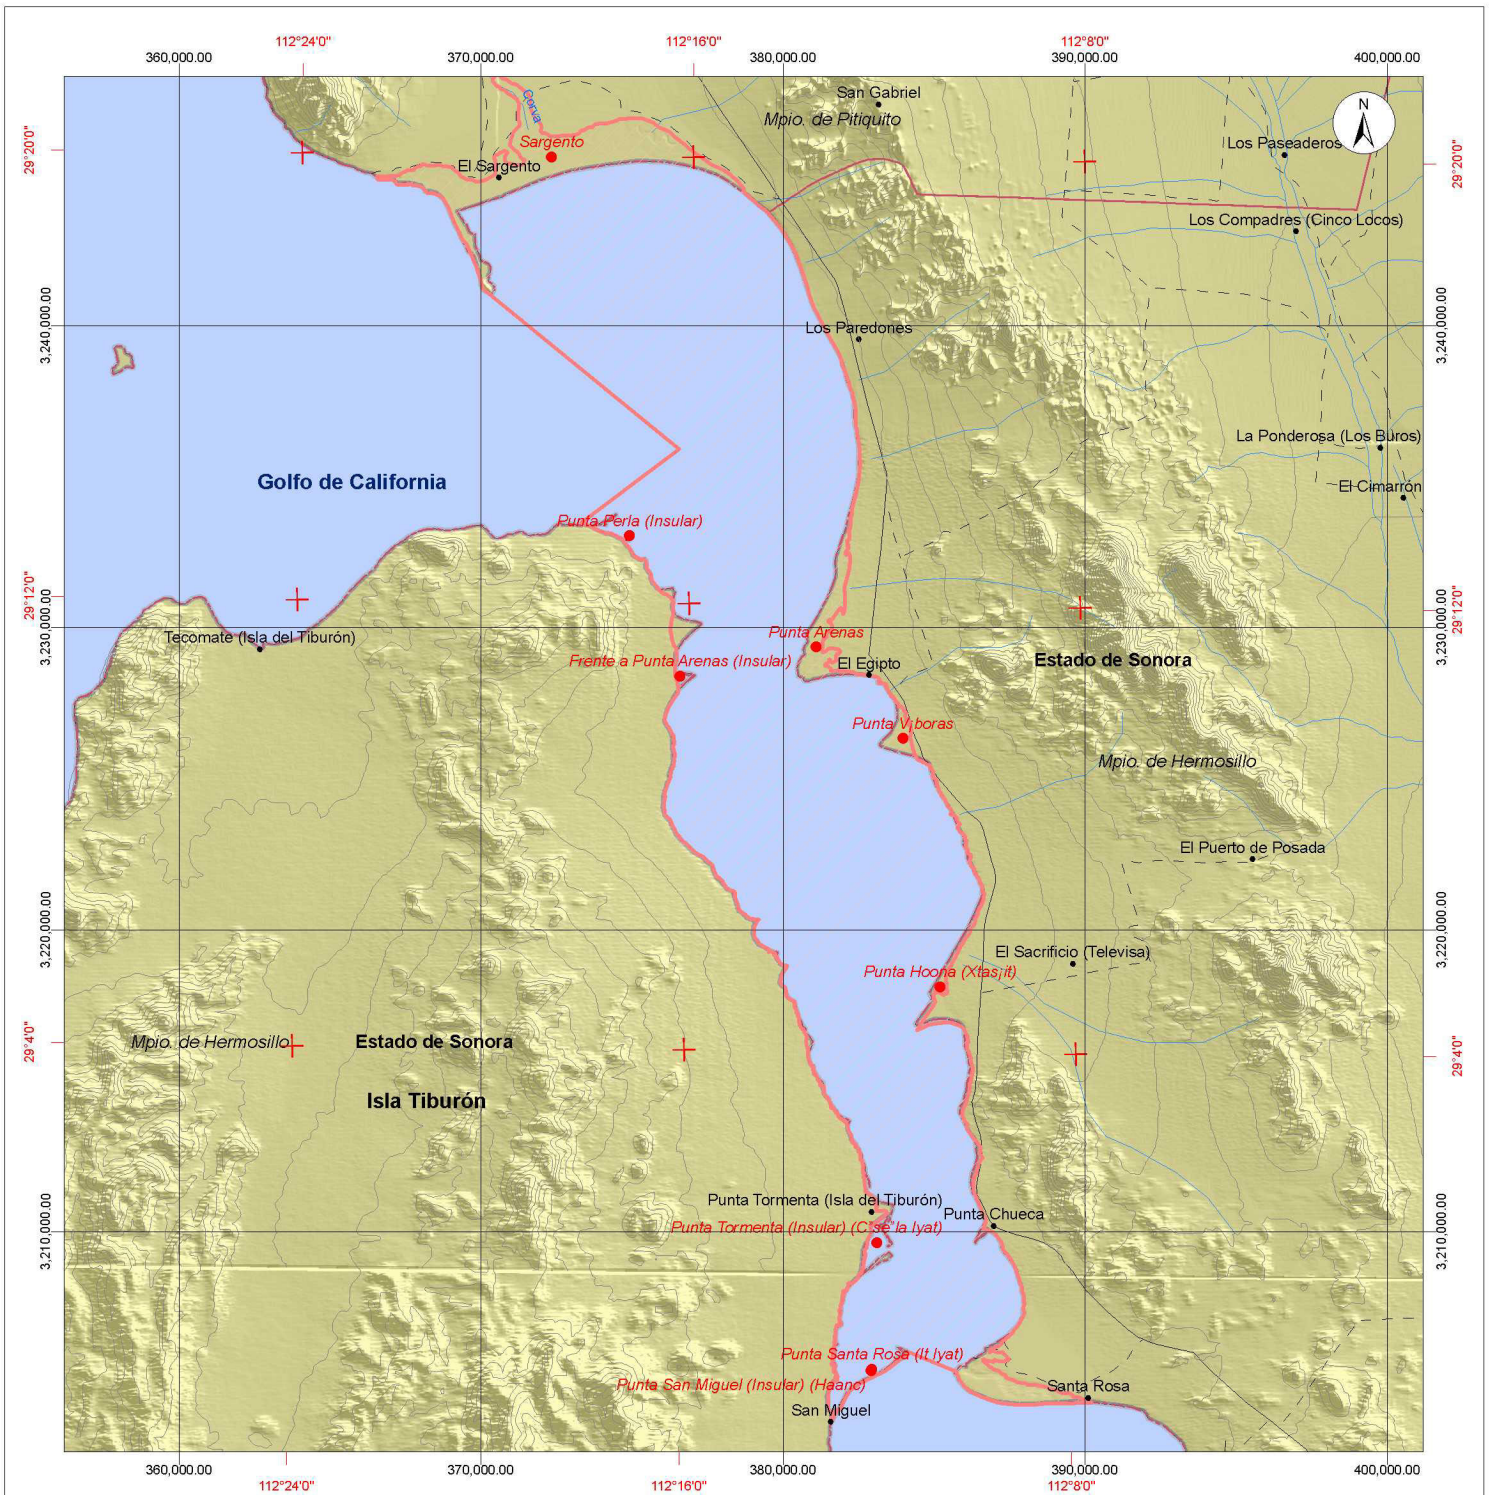 112°24'0"
112°16'0"
112°8'0"
360,000.00
370,000.00
380,000.00
390,000.00
400,000.00
N
San Gabriel
Corva
Mpio. de Pitiquito
Sargento
Los Paseaderos
29°20'0"
29°20'0"
El Sargento
Los Compadres (Cinco Locos)
3,240,000.00
Los Paredones
3,240,000.00
La Ponderosa (Los Buros)
Golfo de California
El Cimarrón
Punta Perla (Insular)
29°12'0"
29°12'0"
3,230,000.00
Tecomate (Isla del Tiburón)
Punta Arenas
3,230,000.00
Frente a Punta Arenas (Insular)
El Egipto
Estado de Sonora
Punta V¡boras
Mpio. de Hermosillo
El Puerto de Posada
3,220,000.00
3,220,000.00
El Sacrificio (Televisa)
Punta Hoona (Xtas¡it)
29°4'0"
Mpio. de Hermosillo
Estado de Sonora
29°4'0"
Isla Tiburón
Punta Tormenta (Isla del Tiburón)
Punta Chueca
3,210,000.00
Punta Tormenta (Insular) (C'se la Iyat)
3,210,000.00
Punta Santa Rosa (It Iyat)
Punta San Miguel (Insular) (Haanc)
Santa Rosa
San Miguel
360,000.00
370,000.00
380,000.00
390,000.00
400,000.00
112°24'0"
112°16'0"
112°8'0"